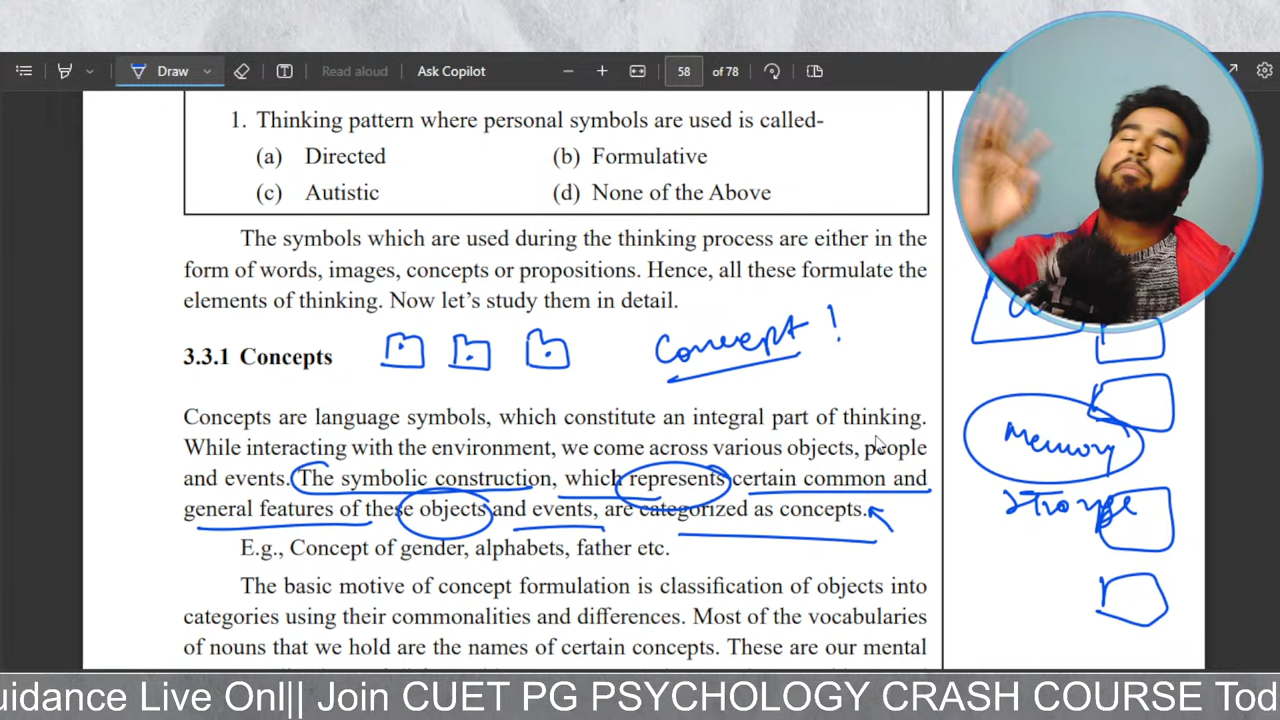 Draw
Read aloud
Ask Copilot
58
of 78
1. Thinking pattern where personal symbols are used is called-
(a) Directed
(b) Formulative
(c) Autistic
(d) None of the Above
The symbols which are used during the thinking process are either in the
form of words, images, concepts or propositions. Hence, all these formulate the
elements of thinking. Now let's study them in detail.
3.3.1 Concepts
Concept!
Concepts are language symbols, which constitute an integral part of thinking.
While interacting with the environment, we come across various objects, people
and events. The symbolic construction, which represents certain common and
general features of these objects and events, are categorized as concepts.
Memory
Storage
E.g., Concept of gender, alphabets, father etc.
The basic motive of concept formulation is classification of objects into
categories using their commonalities and differences. Most of the vocabularies
of nouns that we hold are the names of certain concepts. These are our mental
uidance Live Onl|| Join CUET PG PSYCHOLOGY CRASH COURSE Tod